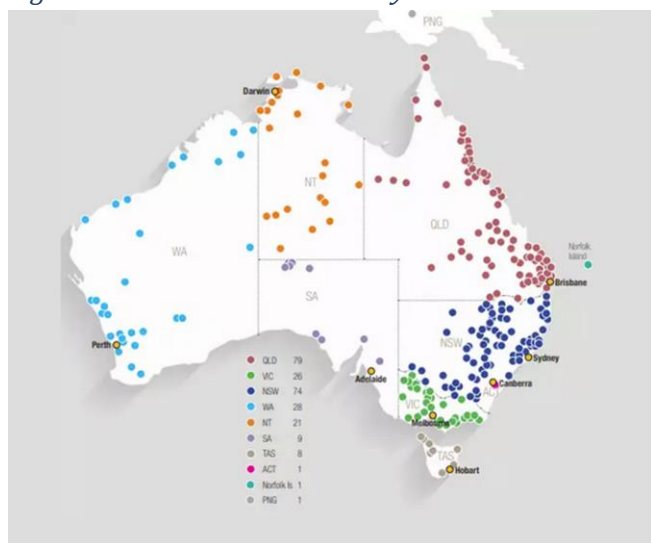 PNG
Darwin
NT
QLD
WA
Norfolk
Island
SA
Brisbane
NSW
Perth
Sydney
QLD 79
Adelaide
VIC 26
Canberra
NSW 74
ACT
WA 28
VIC
NT 21
Melbourne
SA 9
TAS 8
TAS
ACT 1
Hobart
Norfolk Is 1
PNG 1